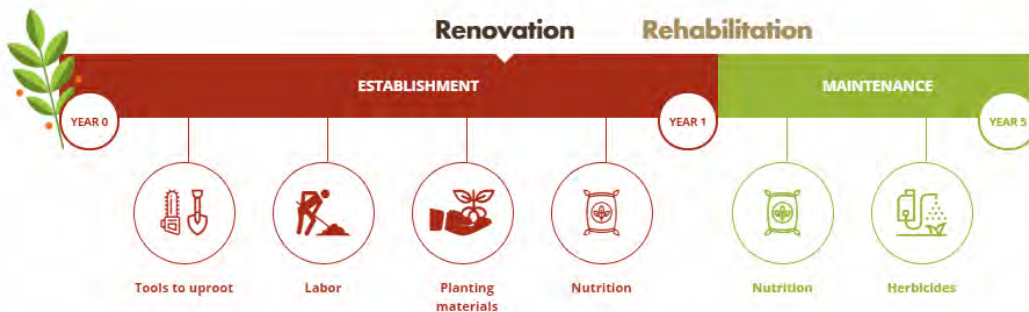 Renovation Rehabilitation
ESTABLISHMENT MAINTENANCE
YEAR 0 YEAR 1 YEAR 5
Tools to uproot Labor Planting Nutrition Nutrition Herbicides
materials